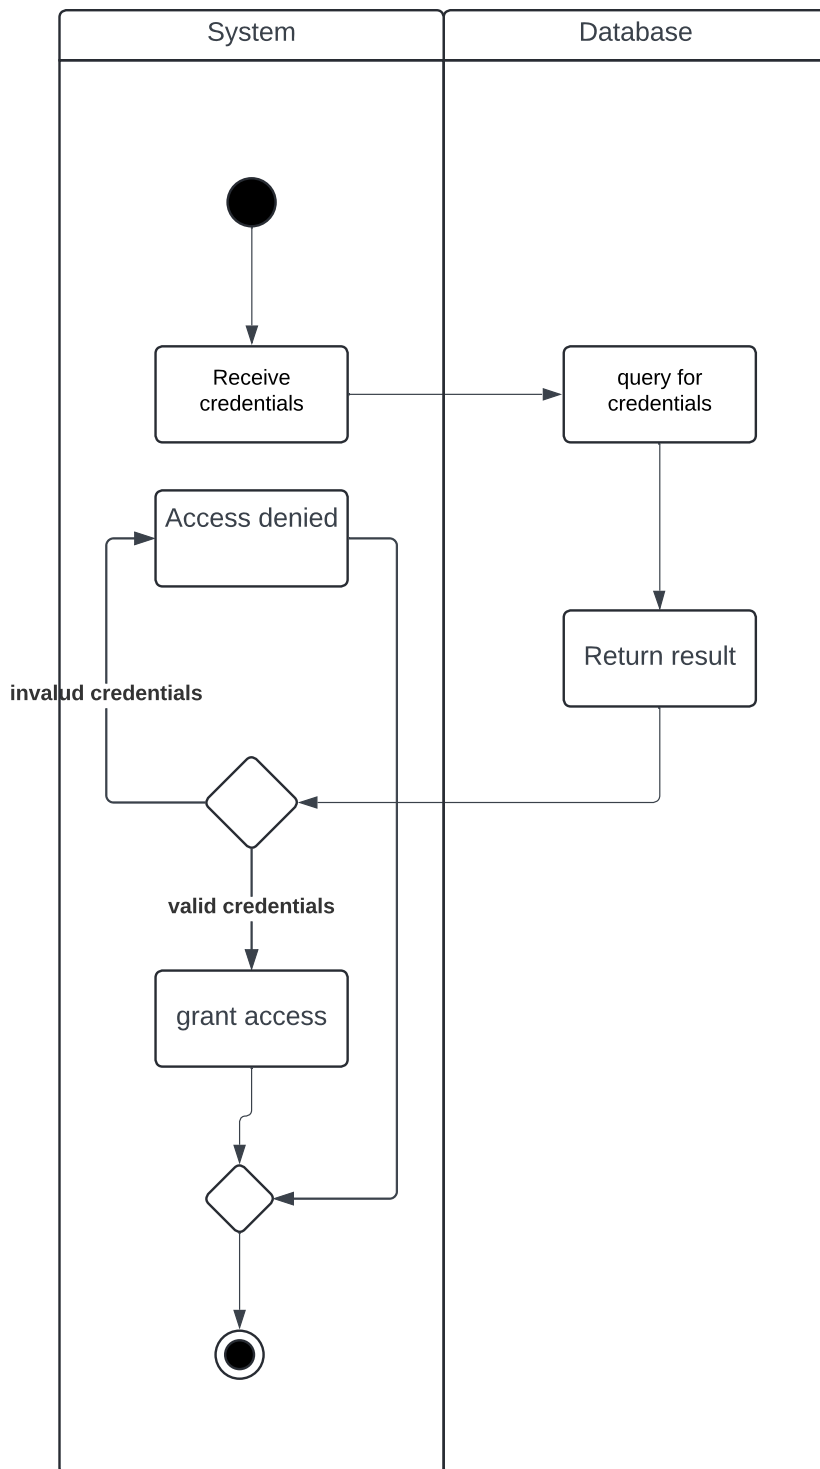 System
Database
Receive
credentials
query for
credentials
Access denied
Return result
invalud credentials
valid credentials
grant access